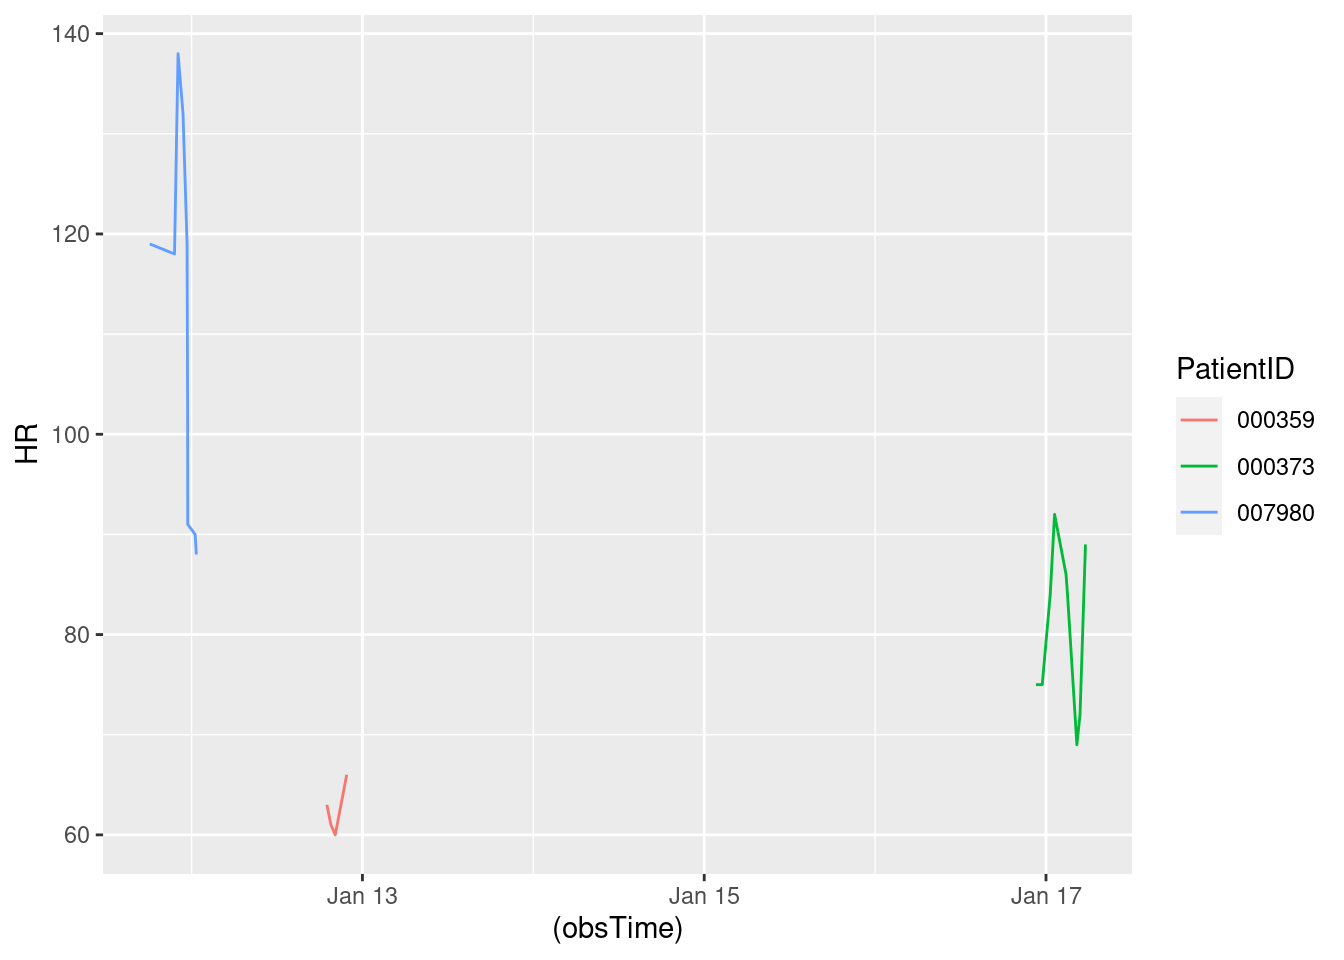 140
120
100
80
60
HR
Jan 13
Jan 15
Jan 17
(obsTime)
PatientID
000359
000373
007980